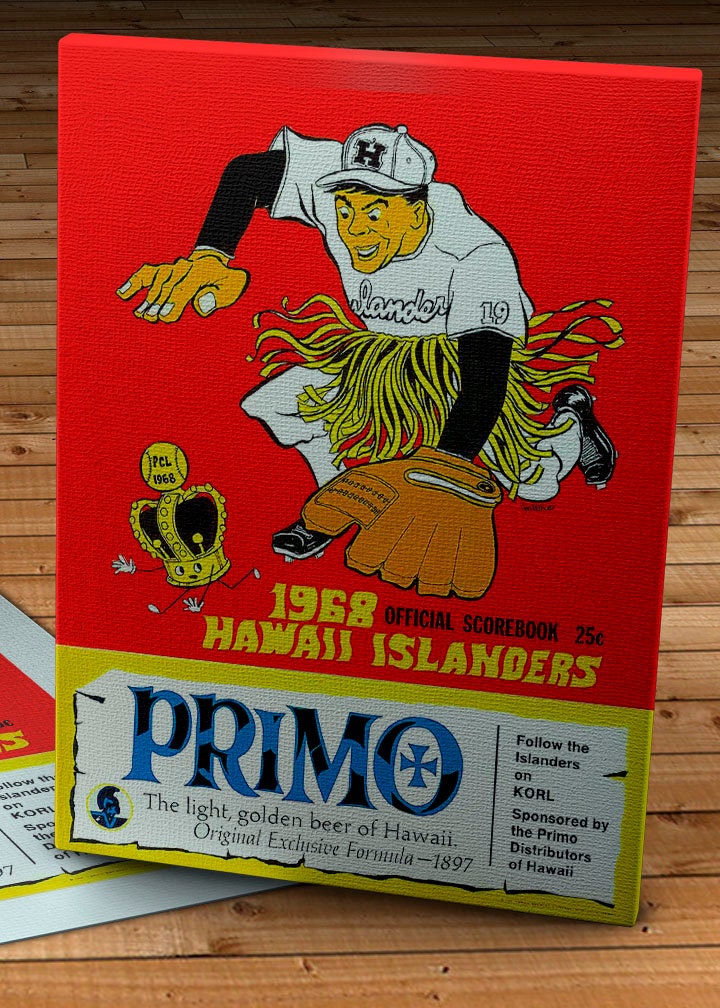 H
Islander
19
PCL
1968
1968 OFFICIAL SCOREBOOK 25¢
HAWAII ISLANDERS
PRIMO
The light, golden beer of Hawaii.
Original Exclusive Formula—1897
Follow the
Islanders
on
KORL
Sponsored by
the Primo
Distributors
of Hawaii